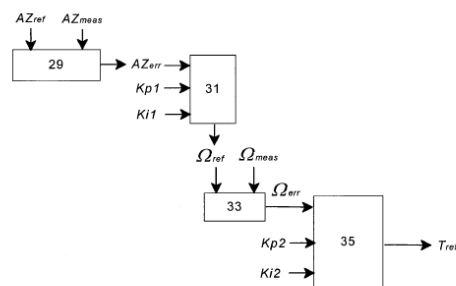 AZref AZmeas
29
AZerr
31
Kp1
Ki1
Ωref Ωmeas
33
Ωerr
35
Kp2
Tref
Ki2